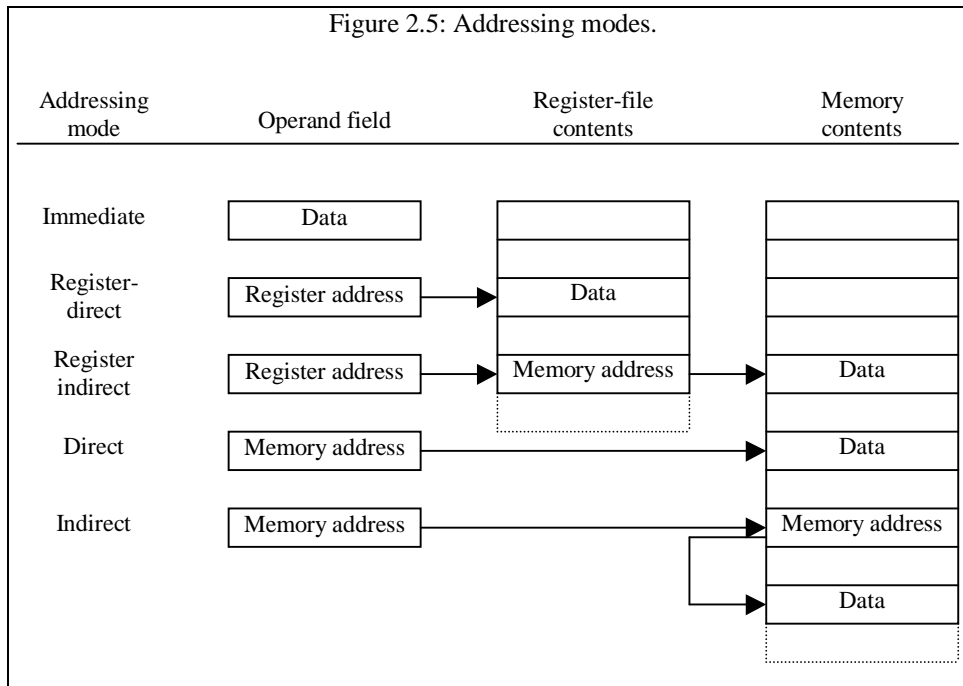 Figure 2.5: Addressing modes.
Addressing
mode
Operand field
Register-file
contents
Memory
contents
Immediate
Data
Register-
direct
Register address
Data
Register
indirect
Register address
Memory address
Data
Direct
Memory address
Data
Indirect
Memory address
Memory address
Data